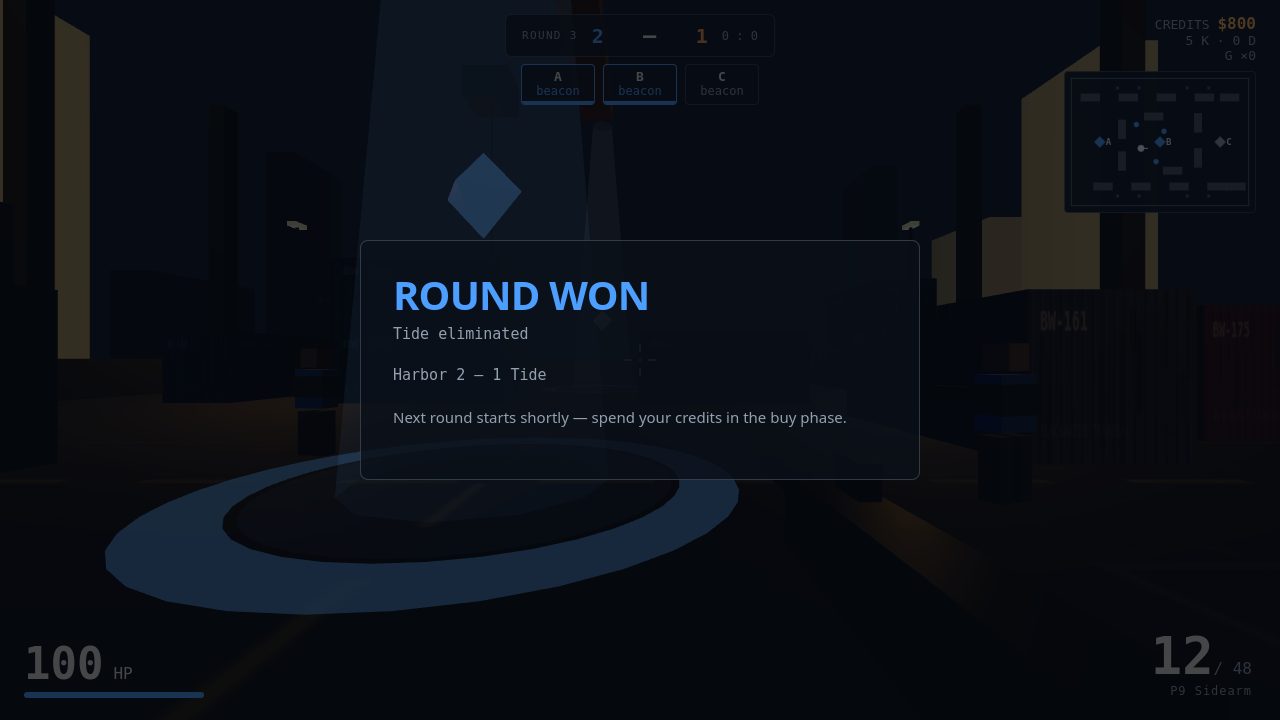 ROUND 3 2 — 1 0:0
A beacon
B beacon
C beacon
CREDITS $800
5 K · 0 D
G ×0
A B C
BW-161
BW-175
ROUND WON
Tide eliminated
Harbor 2 — 1 Tide
Next round starts shortly — spend your credits in the buy phase.
100 HP
12 / 48
P9 Sidearm